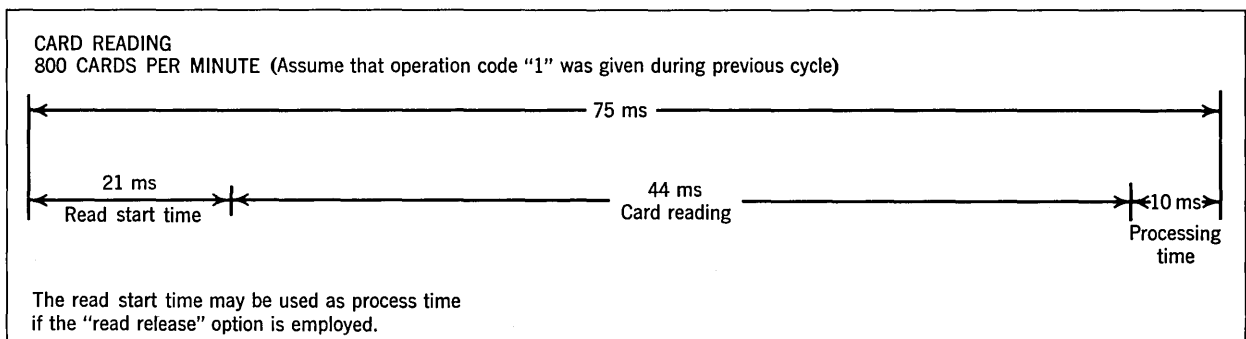 CARD READING
800 CARDS PER MINUTE (Assume that operation code "1" was given during previous cycle)
75 ms
21 ms
Read start time
44 ms
Card reading
10 ms
Processing
time
The read start time may be used as process time
if the "read release" option is employed.